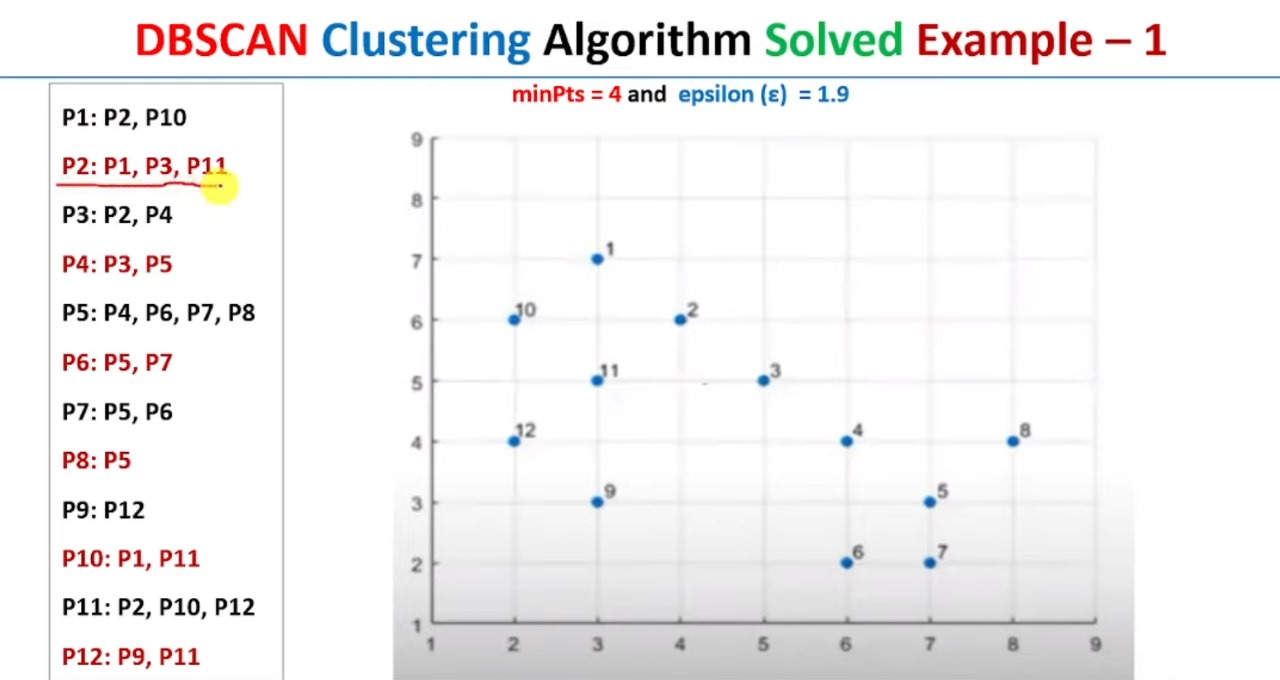 DBSCAN Clustering Algorithm Solved Example – 1
minPts = 4 and epsilon (ε) = 1.9
P1: P2, P10
P2: P1, P3, P11
P3: P2, P4
P4: P3, P5
P5: P4, P6, P7, P8
P6: P5, P7
P7: P5, P6
P8: P5
P9: P12
P10: P1, P11
P11: P2, P10, P12
P12: P9, P11
9
8
7 1
6 10 2
5 11 3
4 12 4 8
3 9 5
2 6 7
1
1 2 3 4 5 6 7 8 9